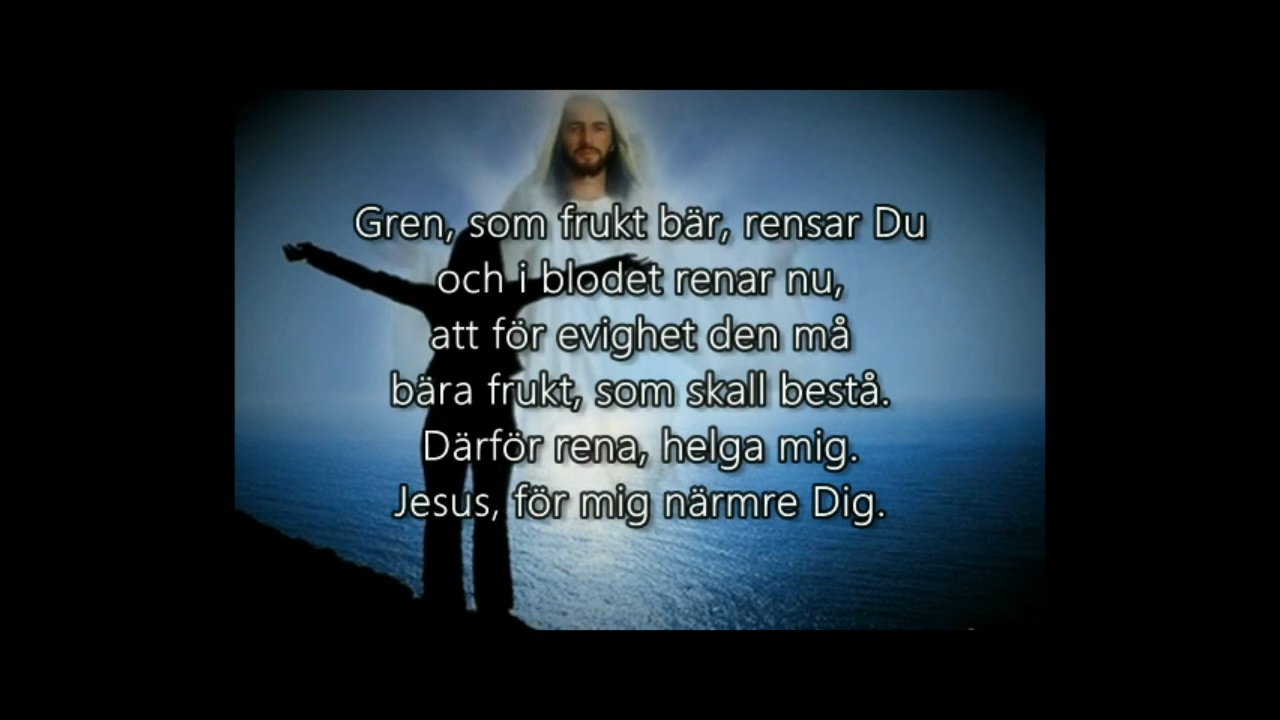 Gren, som frukt bär, rensar Du
och i blodet renar nu,
att för evighet den må
bära frukt, som skall bestå.
Därför rena, helga mig.
Jesus, för mig närmre Dig.